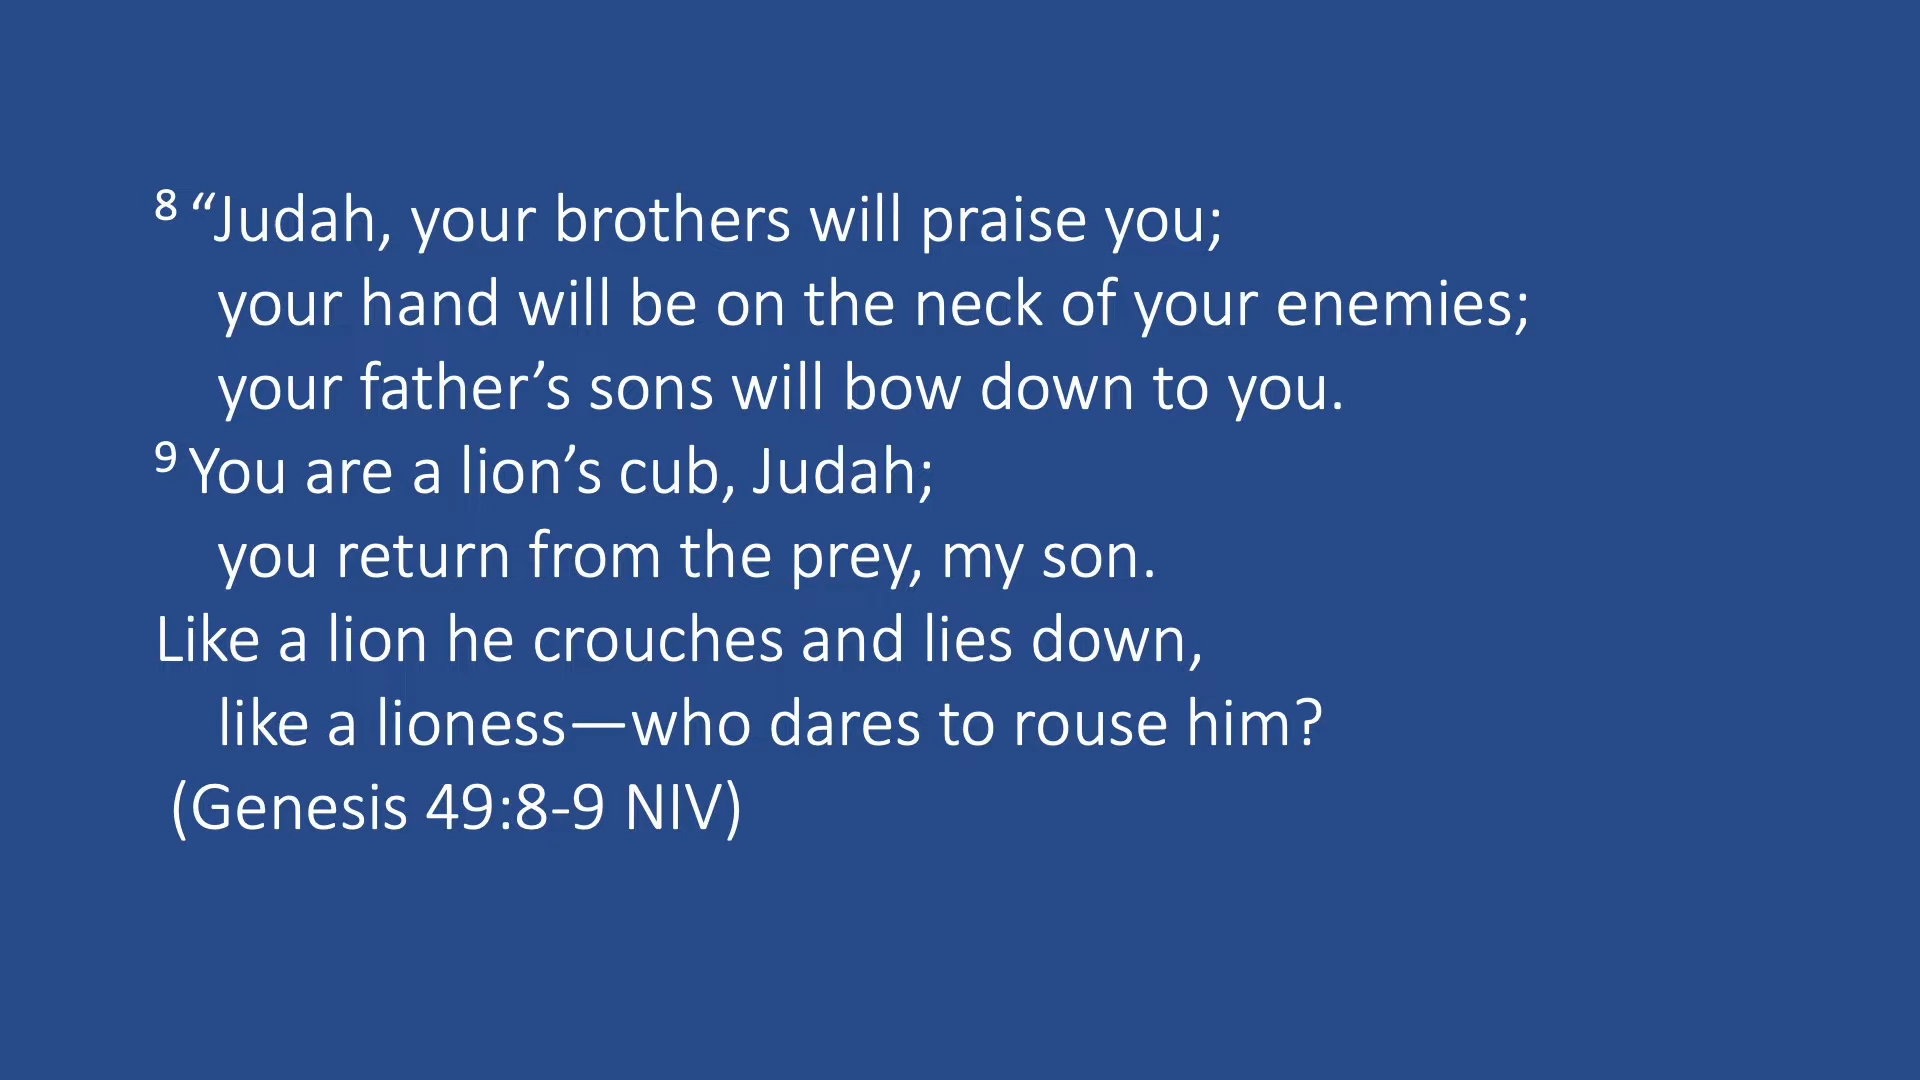 8 “Judah, your brothers will praise you;
your hand will be on the neck of your enemies;
your father’s sons will bow down to you.
9 You are a lion’s cub, Judah;
you return from the prey, my son.
Like a lion he crouches and lies down,
like a lioness—who dares to rouse him?
(Genesis 49:8-9 NIV)